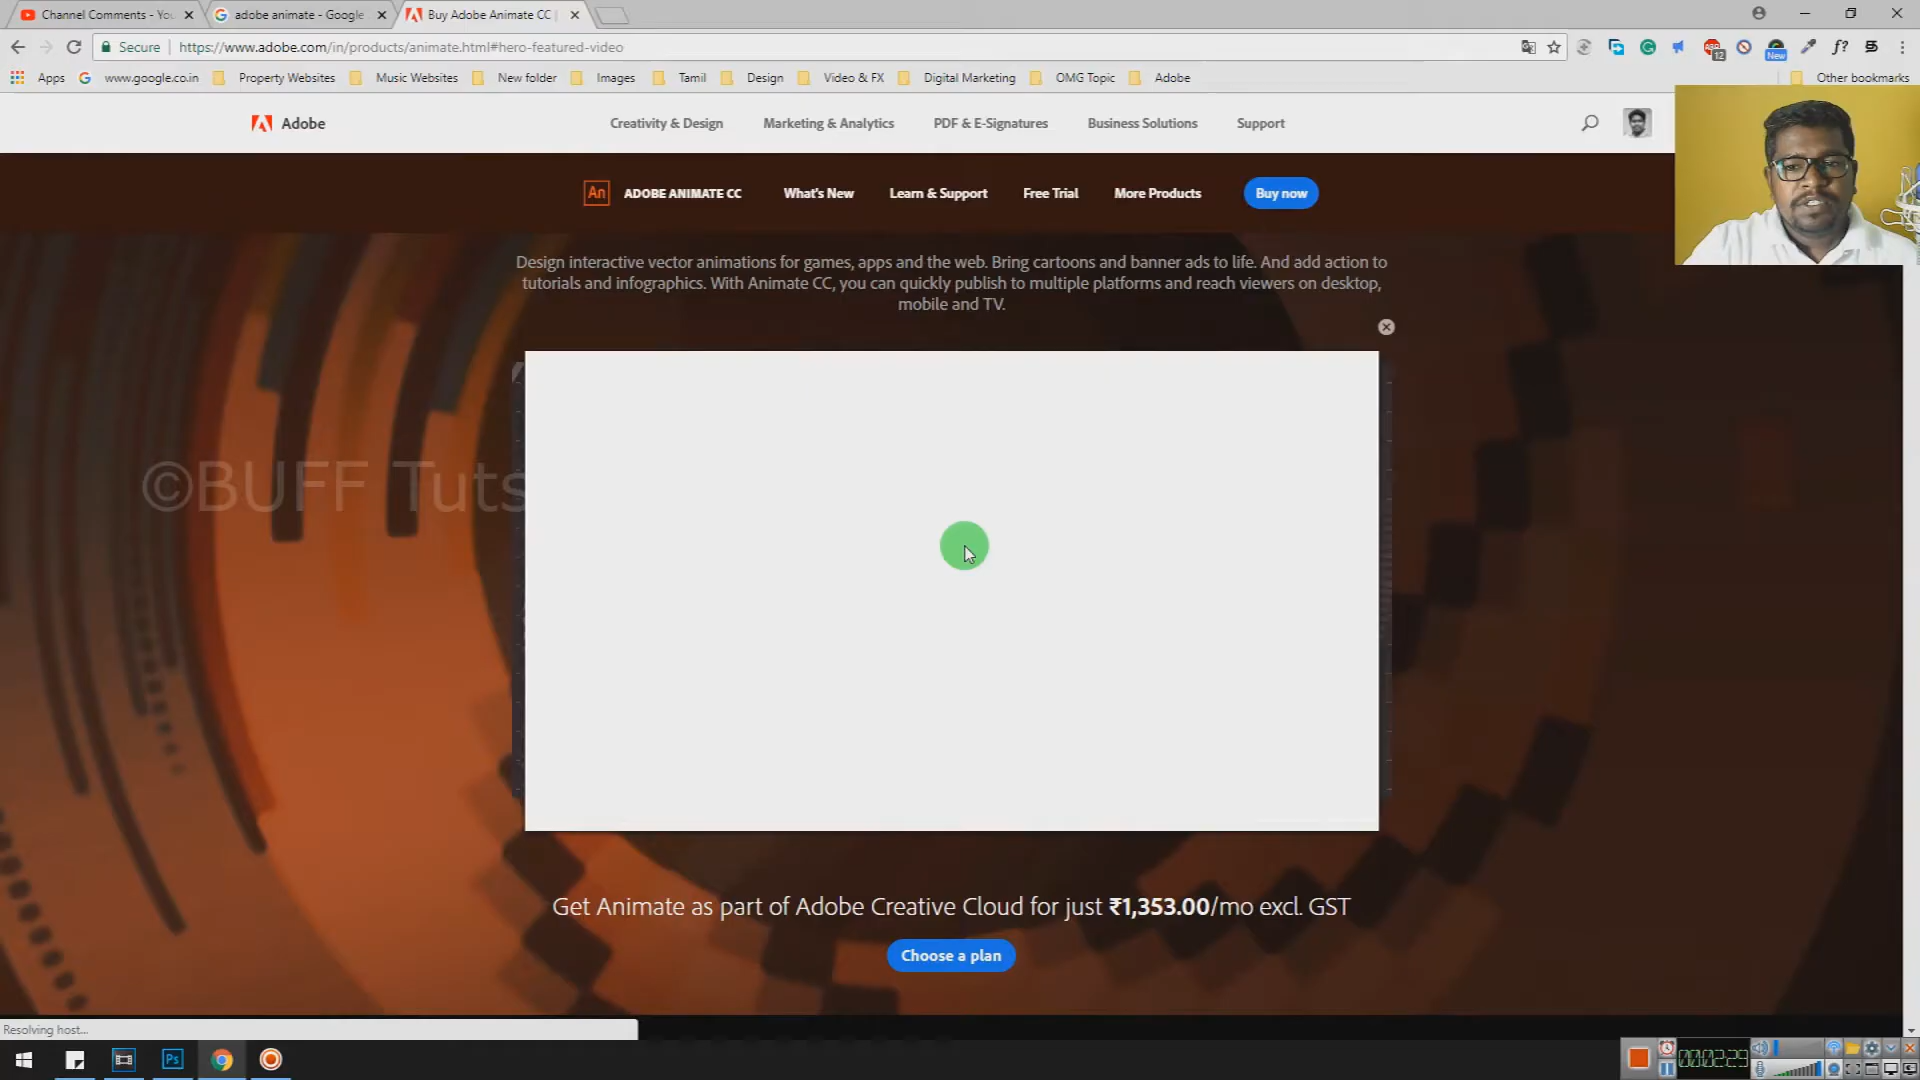 Channel Comments - You
adobe animate - Google
Buy Adobe Animate CC |
Secure
https://www.adobe.com/in/products/animate.html#hero-featured-video
12
New
Apps
www.google.co.in
Property Websites
Music Websites
New folder
Images
Tamil
Design
Video & FX
Digital Marketing
OMG Topic
Adobe
Other bookmarks
Adobe
Creativity & Design
Marketing & Analytics
PDF & E-Signatures
Business Solutions
Support
An
ADOBE ANIMATE CC
What's New
Learn & Support
Free Trial
More Products
Buy now
Design interactive vector animations for games, apps and the web. Bring cartoons and banner ads to life. And add action to
tutorials and infographics. With Animate CC, you can quickly publish to multiple platforms and reach viewers on desktop,
mobile and TV.
©BUFF Tuts
Get Animate as part of Adobe Creative Cloud for just ₹1,353.00/mo excl. GST
Choose a plan
Resolving host...
Ps